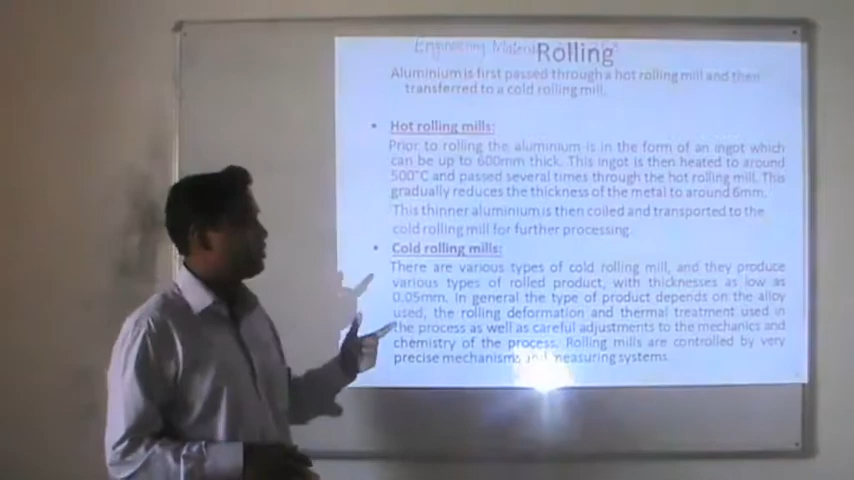 Engineering Materi
Rolling
Aluminium is first passed through a hot rolling mill and then
transferred to a cold rolling mill.
• Hot rolling mills:
Prior to rolling the aluminium is in the form of an ingot which
can be up to 600mm thick. This ingot is then heated to around
500°C and passed several times through the hot rolling mill. This
gradually reduces the thickness of the metal to around 6mm.
This thinner aluminium is then coiled and transported to the
cold rolling mill for further processing.
• Cold rolling mills:
There are various types of cold rolling mill, and they produce
various types of rolled product, with thicknesses as low as
0.05mm. In general the type of product depends on the alloy
used, the rolling deformation and thermal treatment used in
the process as well as careful adjustments to the mechanics and
chemistry of the process. Rolling mills are controlled by very
precise mechanisms and measuring systems.